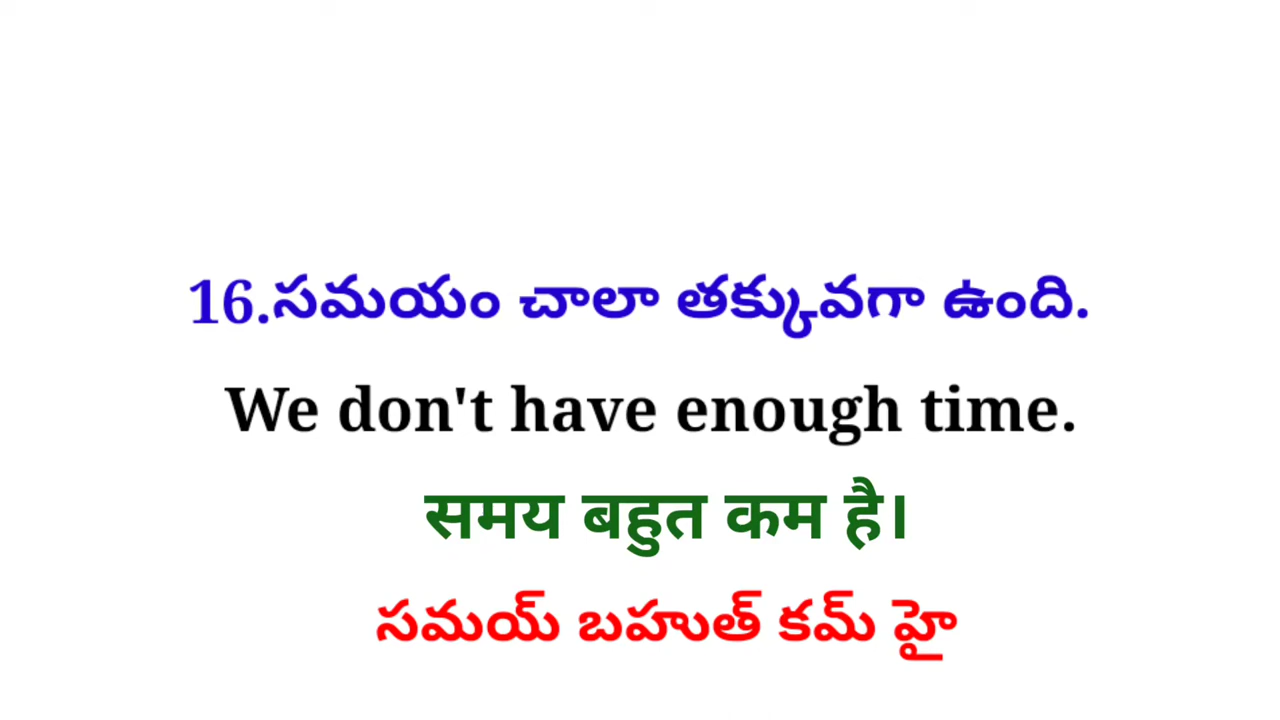 16.సమయం చాలా తక్కువగా ఉంది.
We don't have enough time.
समय बहुत कम है।
సమయ్ బహుత్ కమ్ హై